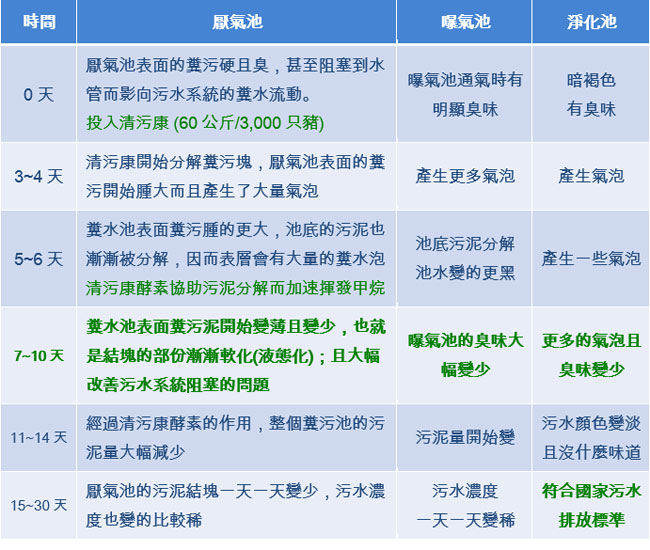 時間 厭氣池 曝氣池 淨化池
0 天
厭氣池表面的糞污硬且臭，甚至阻塞到水
管而影向污水系統的糞水流動。
投入清污康 (60 公斤/3,000 只豬)
曝氣池通氣時有
明顯臭味
暗褐色
有臭味
3~4 天
清污康開始分解糞污塊，厭氣池表面的糞
污開始腫大而且產生了大量氣泡
產生更多氣泡
產生氣泡
5~6 天
糞水池表面糞污腫的更大，池底的污泥也
漸漸被分解，因而表層會有大量的糞水泡
清污康酵素協助污泥分解而加速揮發甲烷
池底污泥分解
池水變的更黑
產生一些氣泡
7~10 天
糞水池表面糞污泥開始變薄且變少，也就
是結塊的部份漸漸軟化(液態化)；且大幅
改善污水系統阻塞的問題
曝氣池的臭味大
幅變少
更多的氣泡且
臭味變少
11~14 天
經過清污康酵素的作用，整個糞污池的污
泥量大幅減少
污泥量開始變
污水顏色變淡
且沒什麼味道
15~30 天
厭氣池的污泥結塊一天一天變少，污水濃
度也變的比較稀
污水濃度
一天一天變稀
符合國家污水
排放標準